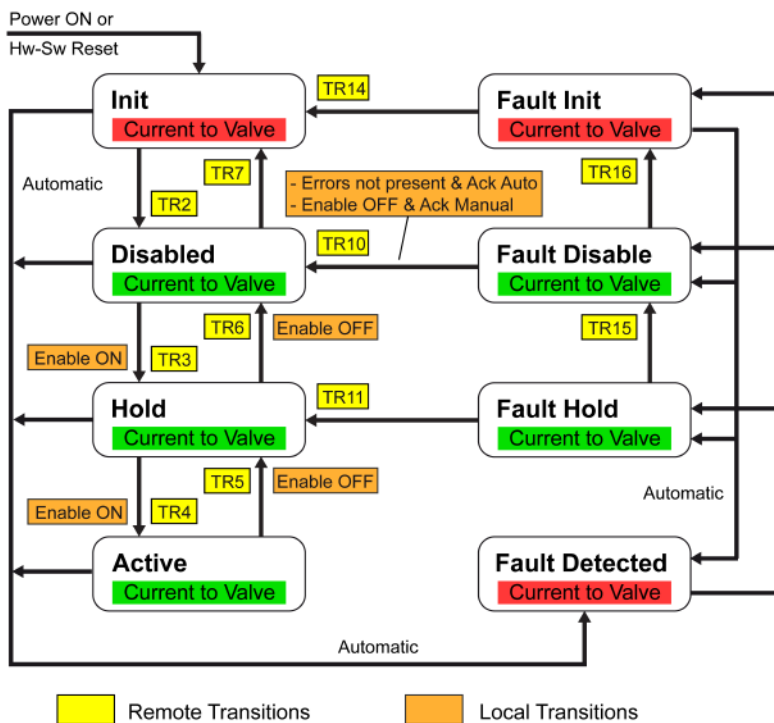 Power ON or
Hw-Sw Reset
Init
Current to Valve
TR14
Fault Init
Current to Valve
Automatic
TR7
TR2
- Errors not present & Ack Auto
- Enable OFF & Ack Manual
TR16
Disabled
Current to Valve
TR10
Fault Disable
Current to Valve
TR6
Enable OFF
TR15
Enable ON
TR3
Hold
Current to Valve
TR11
Fault Hold
Current to Valve
TR5
Enable OFF
Enable ON
TR4
Automatic
Active
Current to Valve
Fault Detected
Current to Valve
Automatic
Remote Transitions
Local Transitions